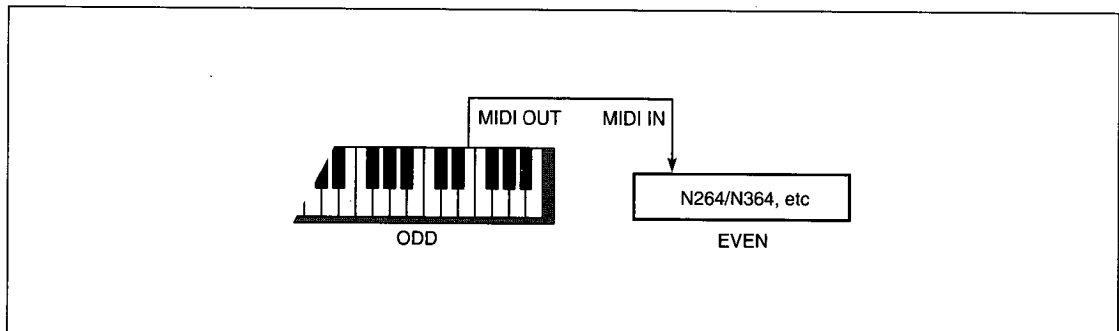 MIDI OUT MIDI IN
N264/N364, etc
ODD EVEN